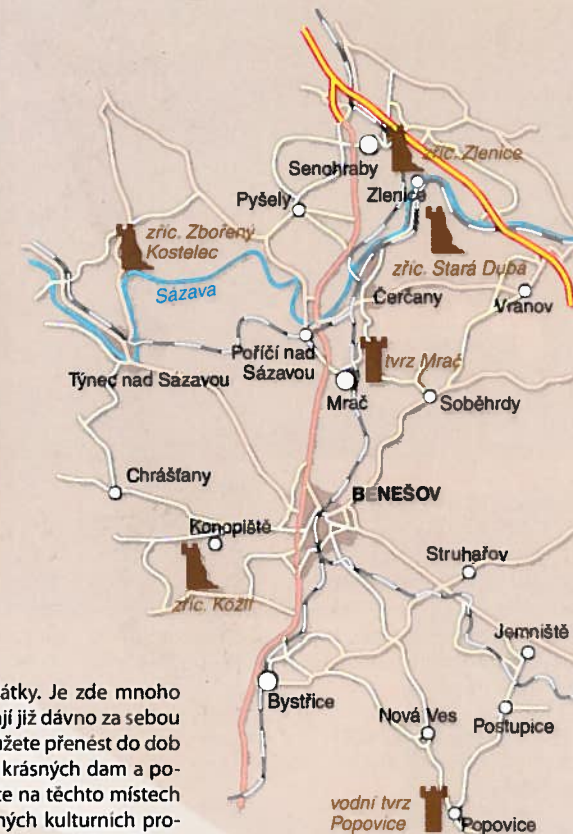 zříc. Zlenice
Senohraby
Zlenice
Pyšely
zříc. Zbořený
Kostelec
zříc. Stará Duba
Sázava
Čerčany
Vranov
Poříčí nad
Sázavou
tvrz Mrač
Týnec nad Sázavou
Mrač
Soběhrdy
Chrášťany
BENEŠOV
Konopiště
Struhařov
zříc. Kožlí
Jemniště
átky. Je zde mnoho
jí již dávno za sebou
ůžete přenést do dob
krásných dam a po-
te na těchto místech
ných kulturních pro-
Bystřice
Nová Ves
Postupice
vodní tvrz
Popovice
Popovice